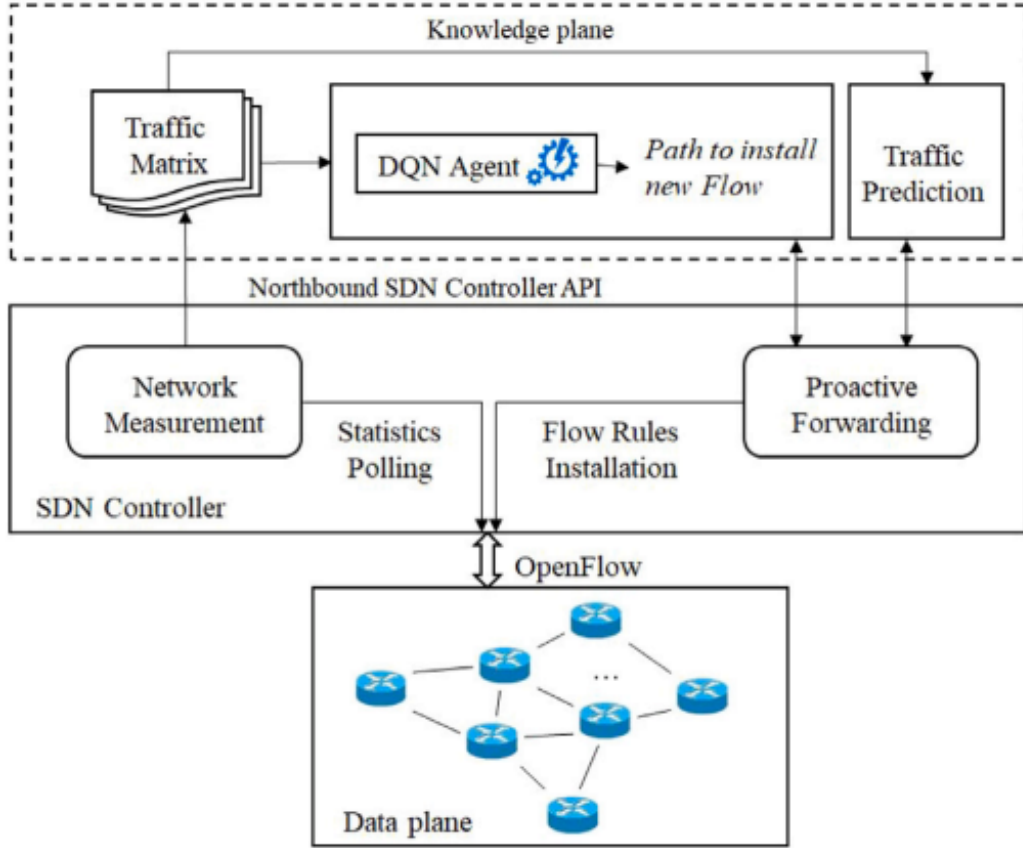 Knowledge plane
Traffic
Matrix
DQN Agent
Path to install
new Flow
Traffic
Prediction
Northbound SDN Controller API
Network
Measurement
Statistics
Polling
Flow Rules
Installation
Proactive
Forwarding
SDN Controller
OpenFlow
...
Data plane